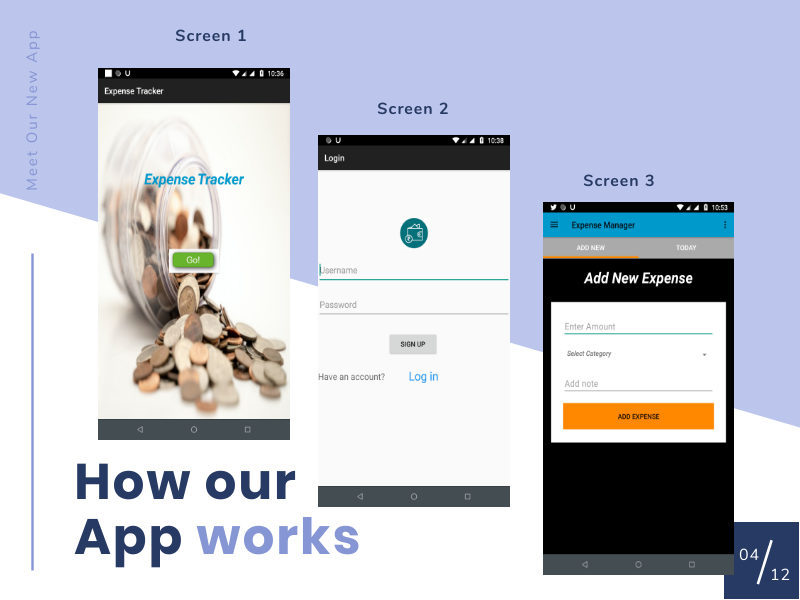 Meet Our New App
Screen 1
10:36
Expense Tracker
Expense Tracker
Go!
Screen 2
10:38
Login
Username
Password
SIGN UP
Have an account? Log in
Screen 3
10:53
Expense Manager
ADD NEW TODAY
Add New Expense
Enter Amount
Select Category
Add note
ADD EXPENSE
How our
App works
04/12